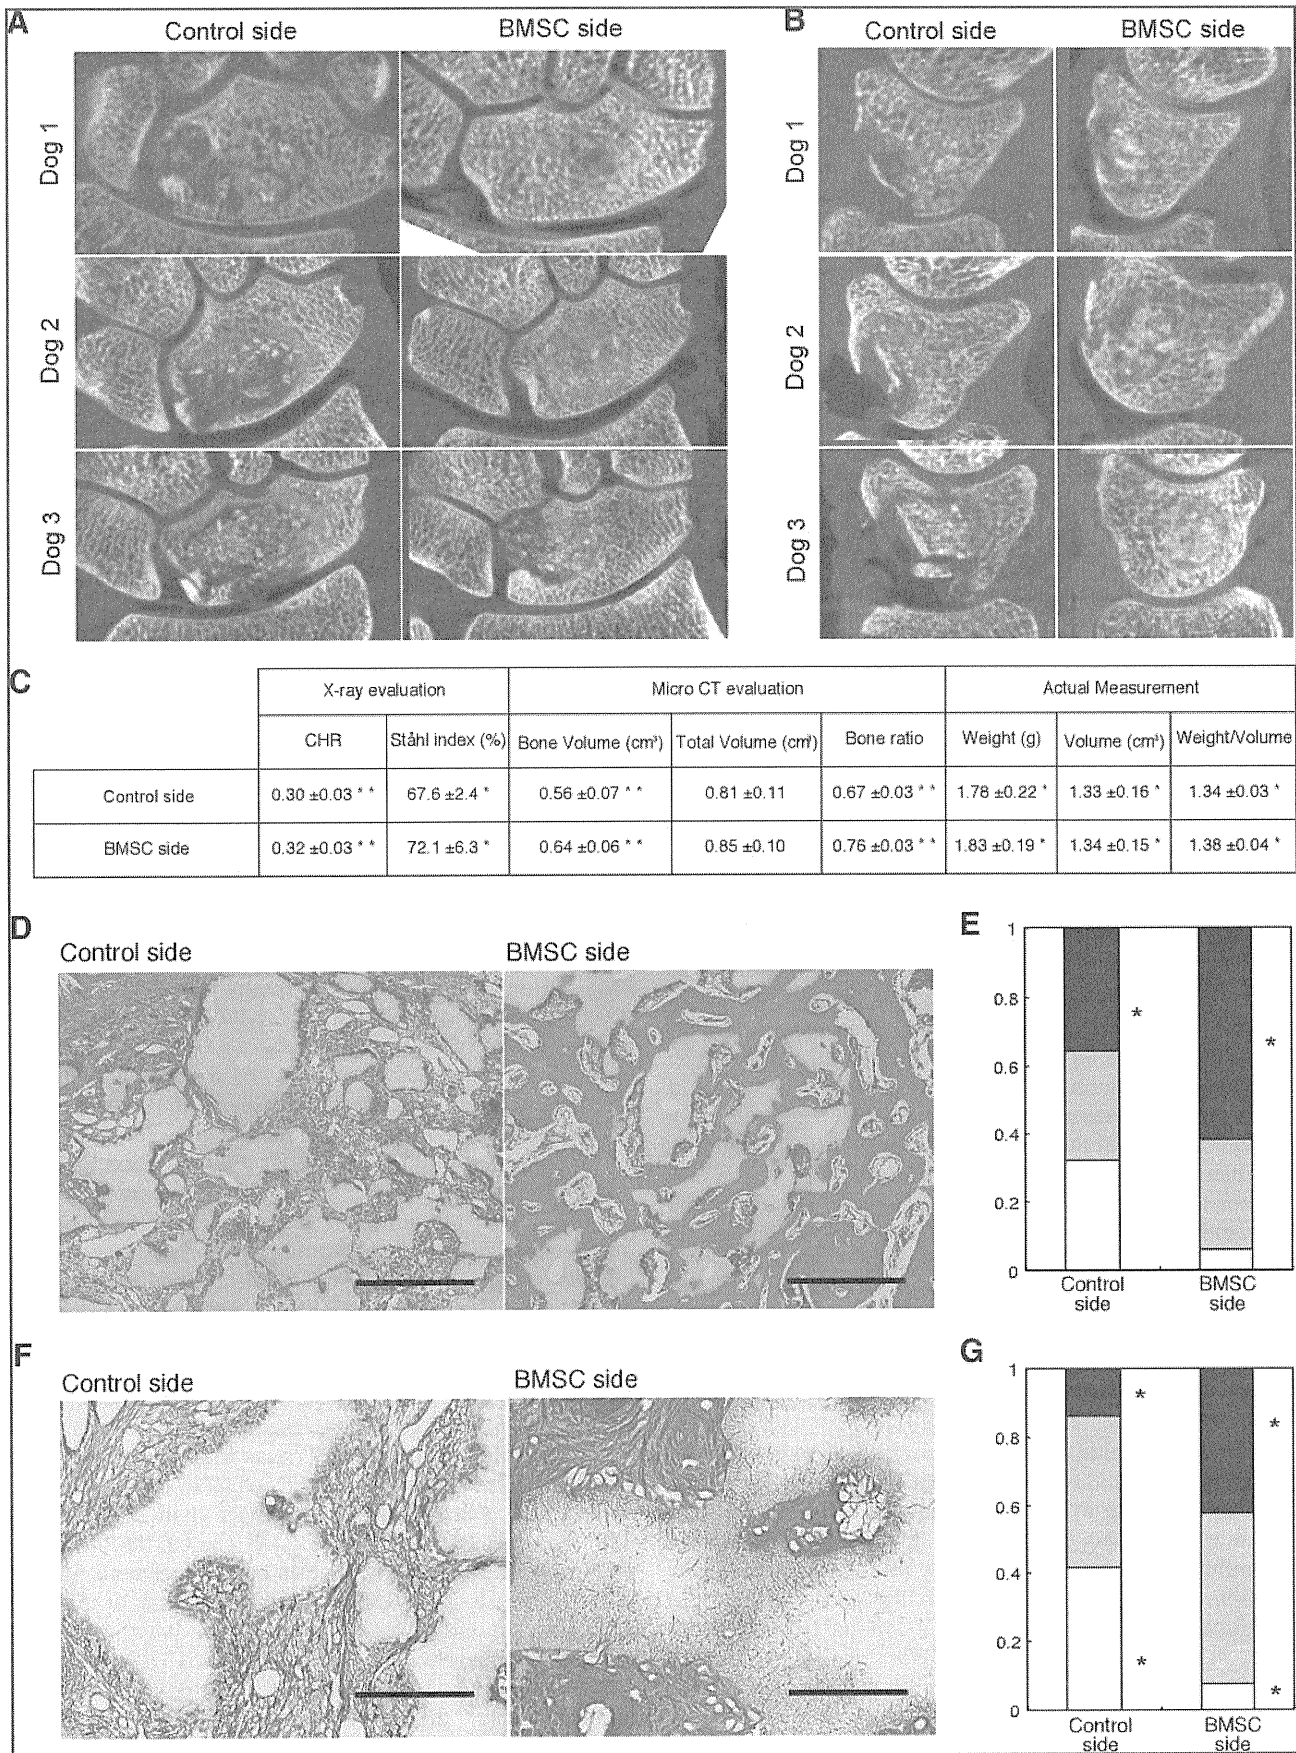 A
Control side BMSC side
Dog 1
Dog 2
Dog 3
B
Control side BMSC side
Dog 1
Dog 2
Dog 3
C
X-ray evaluation Micro CT evaluation Actual Measurement
CHR Ståhl index (%) Bone Volume (cm³) Total Volume (cm³) Bone ratio Weight (g) Volume (cm³) Weight/Volume
Control side 0.30 ±0.03 * * 67.6 ±2.4 * 0.56 ±0.07 * * 0.81 ±0.11 0.67 ±0.03 * * 1.78 ±0.22 * 1.33 ±0.16 * 1.34 ±0.03 *
BMSC side 0.32 ±0.03 * * 72.1 ±6.3 * 0.64 ±0.06 * * 0.85 ±0.10 0.76 ±0.03 * * 1.83 ±0.19 * 1.34 ±0.15 * 1.38 ±0.04 *
D
Control side BMSC side
E
1
0.8
0.6
0.4
0.2
0
*
*
Control side
BMSC side
F
Control side BMSC side
G
1
0.8
0.6
0.4
0.2
0
*
*
*
*
Control side
BMSC side